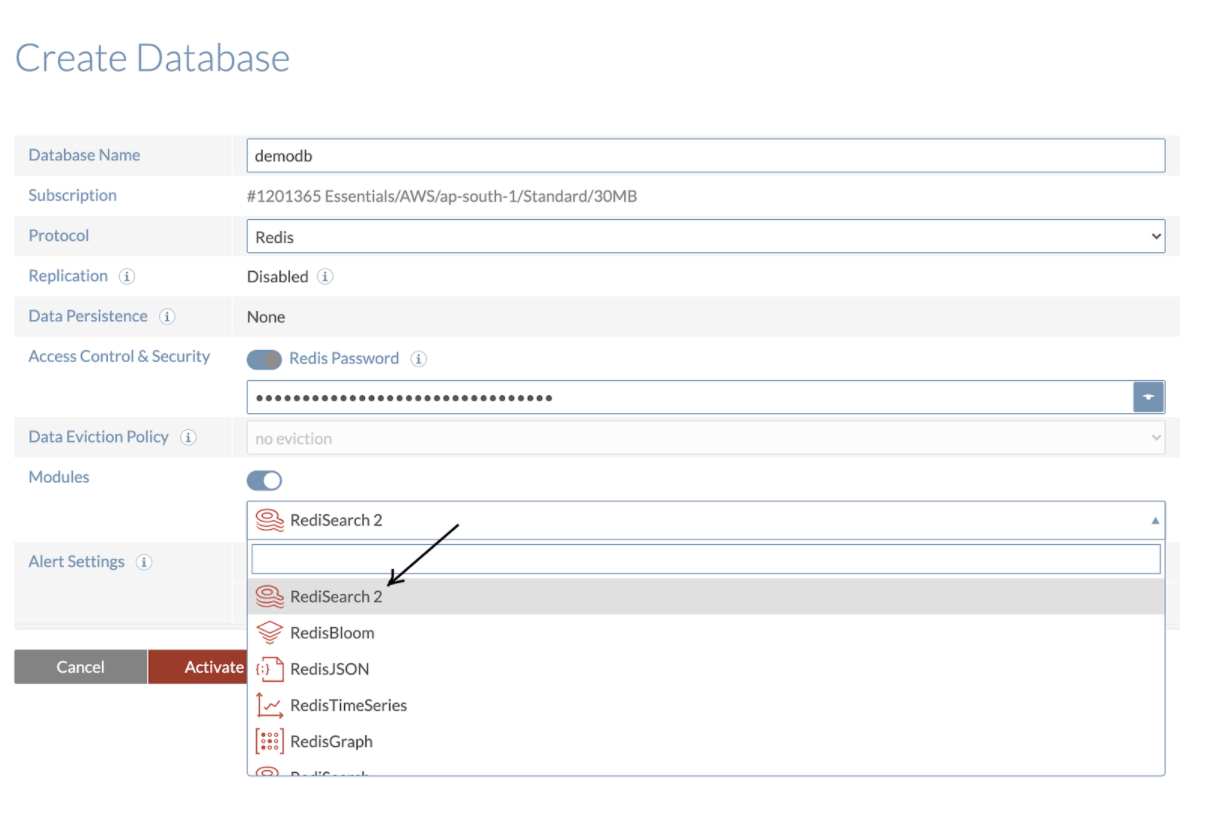 Create Database
Database Name
demodb
Subscription
#1201365 Essentials/AWS/ap-south-1/Standard/30MB
Protocol
Redis
Replication i
Disabled i
Data Persistence i
None
Access Control & Security
Redis Password i
••••••••••••••••••••••••••••••••
Data Eviction Policy i
no eviction
Modules
RediSearch 2
Alert Settings i
RediSearch 2
RedisBloom
RedisJSON
RedisTimeSeries
RedisGraph
RediSearch
Cancel
Activate